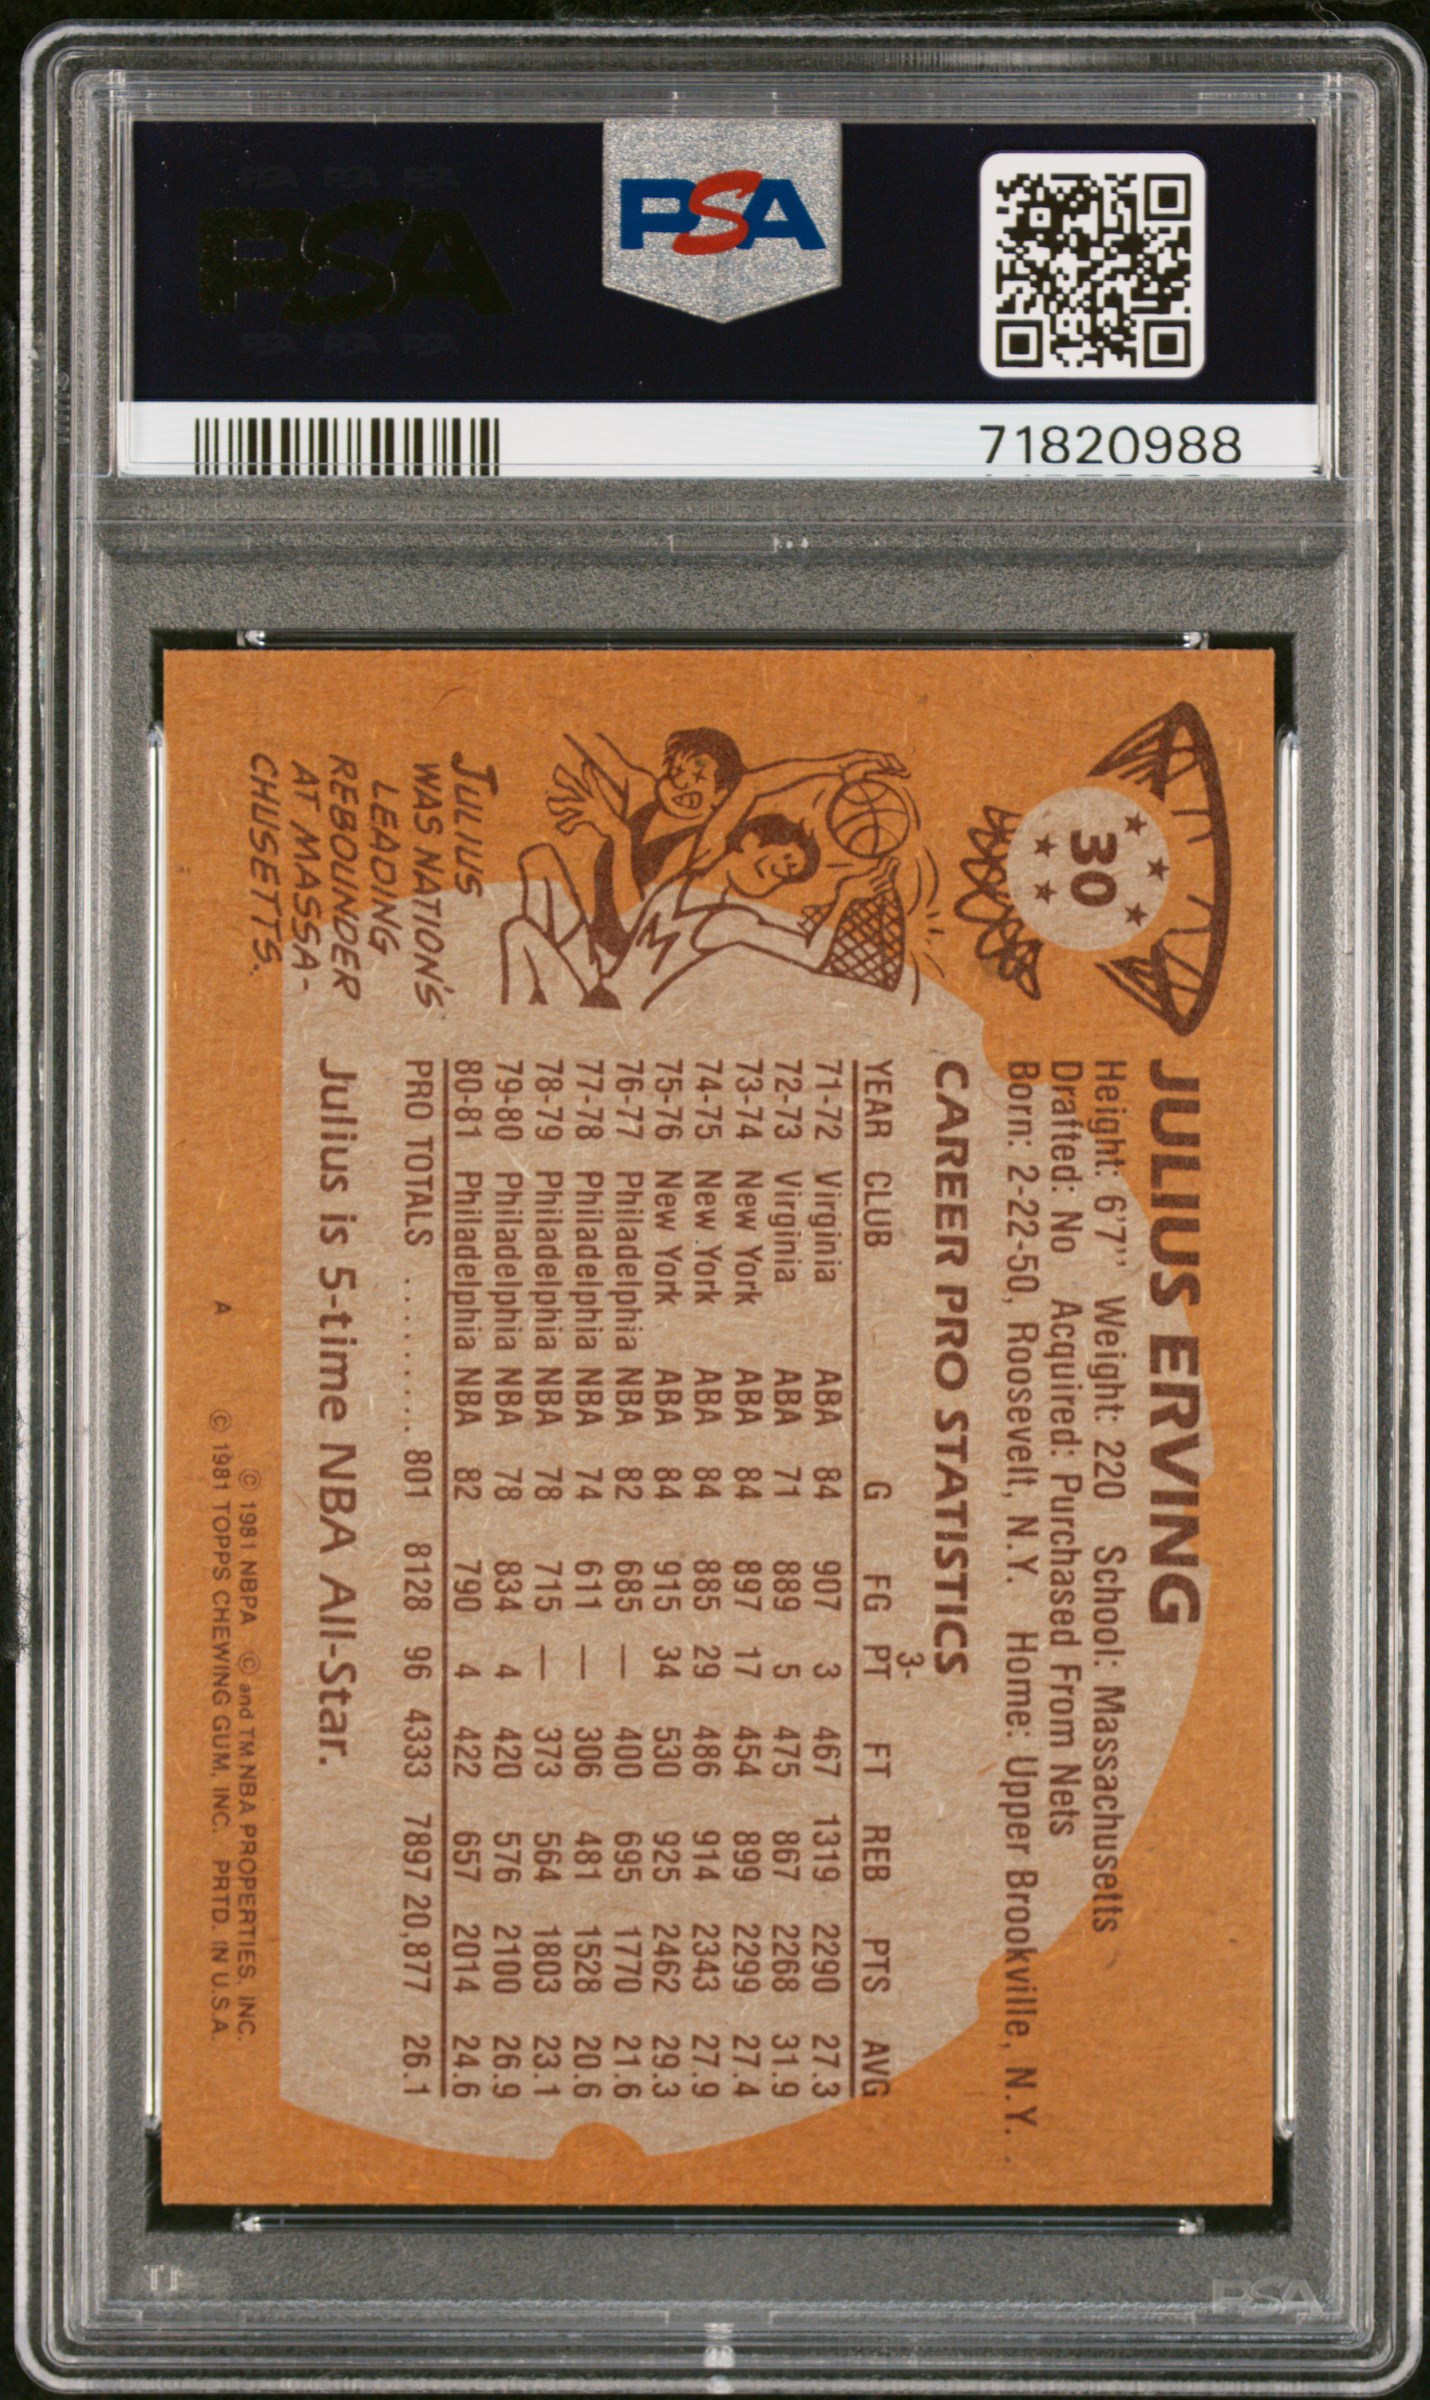 PSA PSA PSA
PSA
PSA PSA PSA
PSA
71820988
30
JULIUS ERVING
Height: 6'7" Weight: 220 School: Massachusetts
Drafted: No Acquired: Purchased From Nets
Born: 2-22-50, Roosevelt, N.Y. Home: Upper Brookville, N.Y.
CAREER PRO STATISTICS
YEAR CLUB G FG 3-PT FT REB PTS AVG
71-72 Virginia ABA 84 907 3 467 1319 2290 27.3
72-73 Virginia ABA 71 889 5 475 867 2268 31.9
73-74 New York ABA 84 897 17 454 899 2299 27.4
74-75 New York ABA 84 885 29 486 914 2343 27.9
75-76 New York ABA 84 915 34 530 925 2462 29.3
76-77 Philadelphia NBA 82 685 — 400 695 1770 21.6
77-78 Philadelphia NBA 74 611 — 306 481 1528 20.6
78-79 Philadelphia NBA 78 715 — 373 564 1803 23.1
79-80 Philadelphia NBA 78 834 4 420 576 2100 26.9
80-81 Philadelphia NBA 82 790 4 422 657 2014 24.6
PRO TOTALS .......... 801 8128 96 4333 7897 20,877 26.1
Julius is 5-time NBA All-Star.
JULIUS
WAS NATION'S
LEADING
REBOUNDER
AT MASSA-
CHUSETTS.
© 1981 NBPA © and TM NBA PROPERTIES, INC.
A © 1981 TOPPS CHEWING GUM, INC. PRTD. IN U.S.A.
PSA